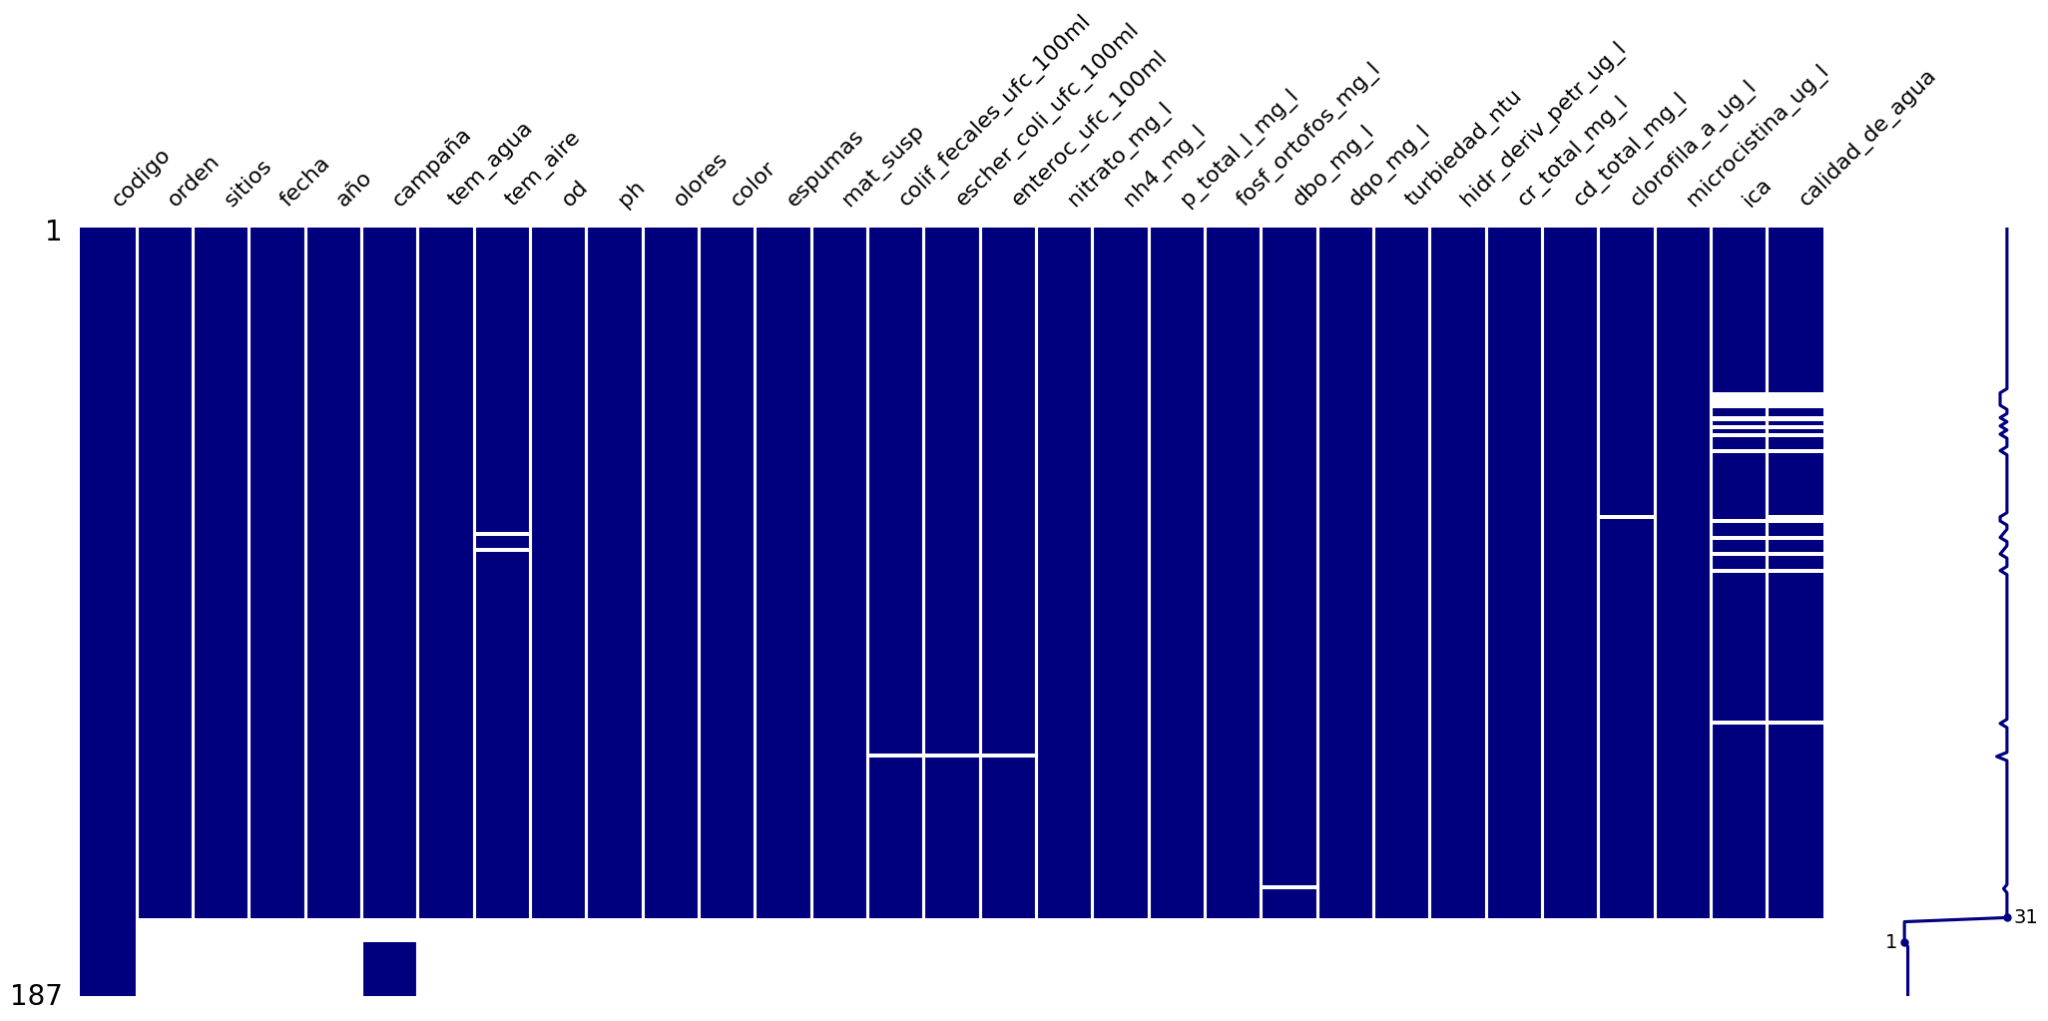 codigo
orden
sitios
fecha
año
campaña
tem_agua
tem_aire
od
ph
olores
color
espumas
mat_susp
colif_fecales_ufc_100ml
escher_coli_ufc_100ml
enteroc_ufc_100ml
nitrato_mg_l
nh4_mg_l
p_total_l_mg_l
fosf_ortofos_mg_l
dbo_mg_l
dqo_mg_l
turbiedad_ntu
hidr_deriv_petr_ug_l
cr_total_mg_l
cd_total_mg_l
clorofila_a_ug_l
microcistina_ug_l
ica
calidad_de_agua
1
31
1
187